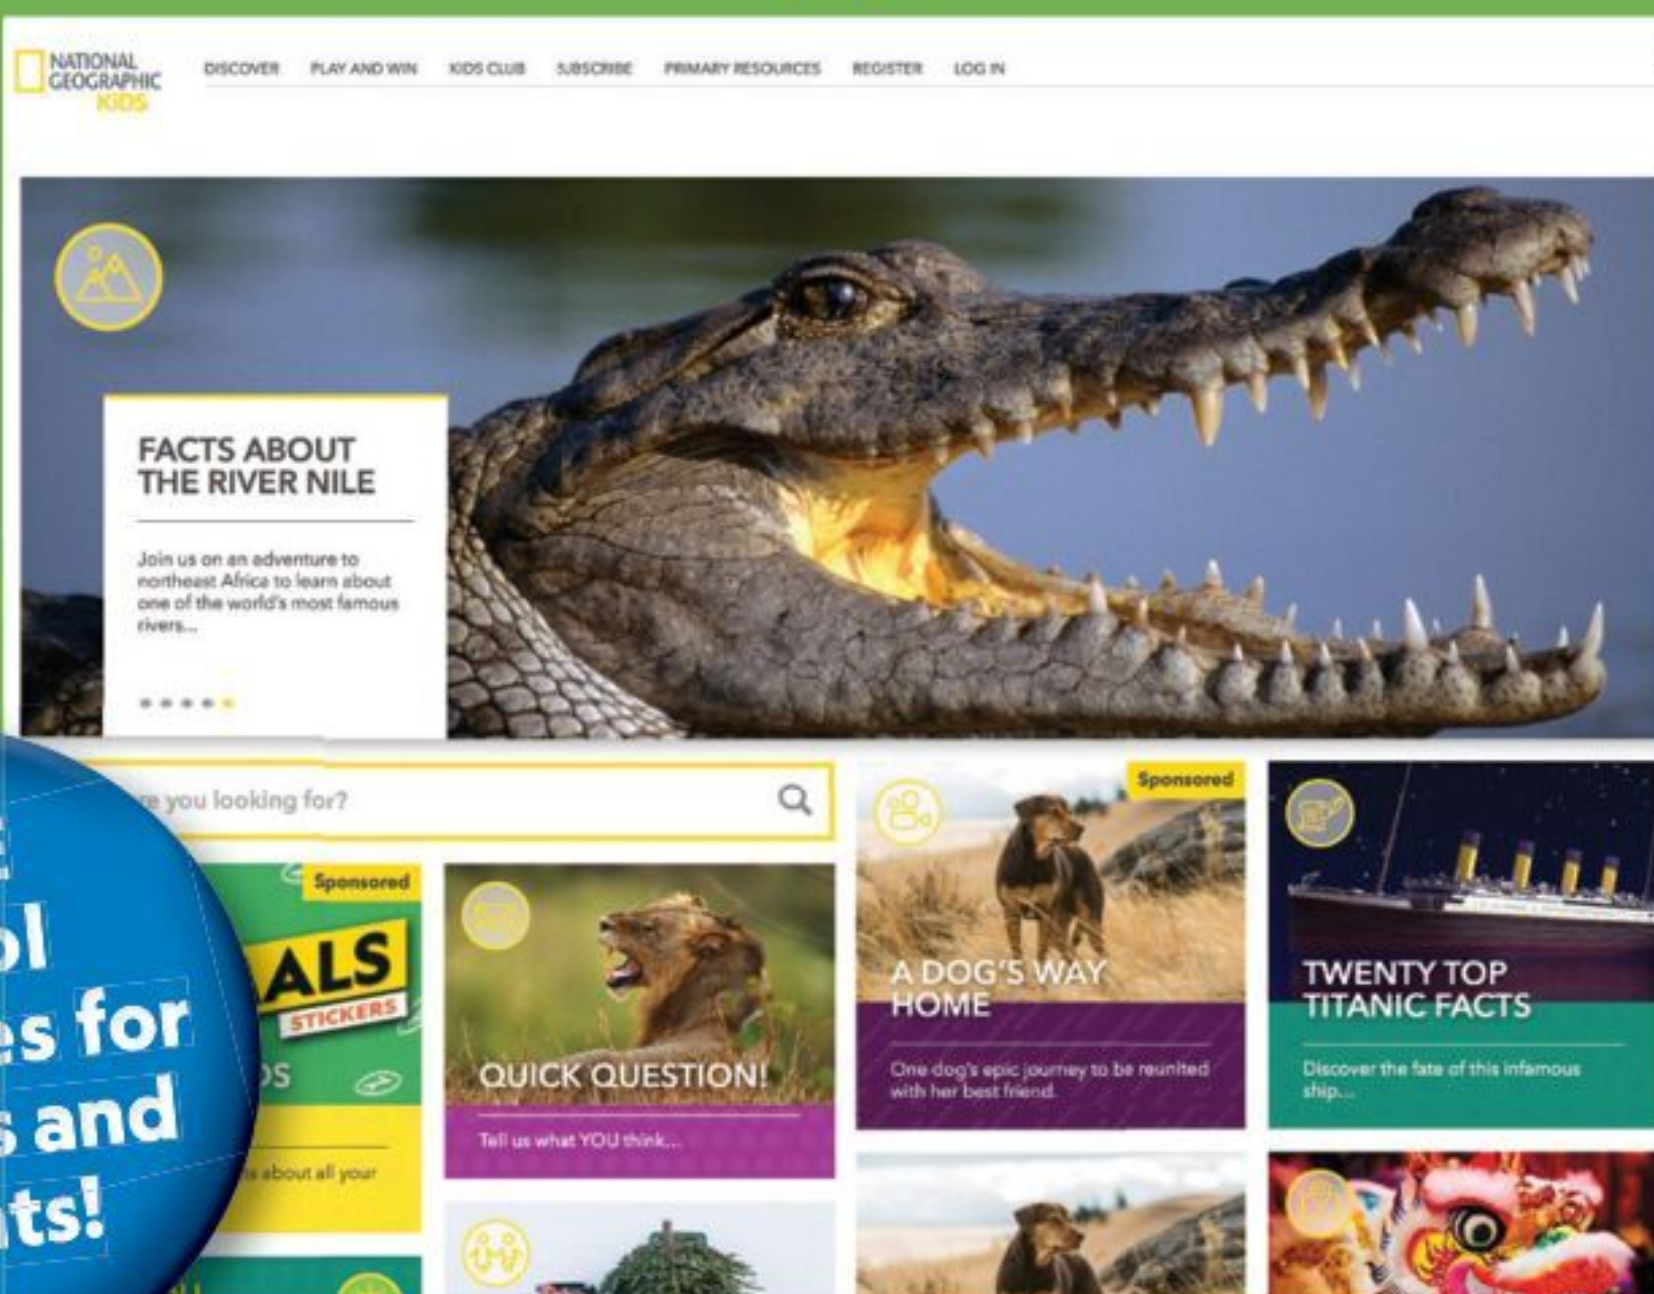 NATIONAL
GEOGRAPHIC
KiDS
DISCOVER PLAY AND WIN KIDS CLUB SUBSCRIBE PRIMARY RESOURCES REGISTER LOG IN
FACTS ABOUT
THE RIVER NILE
Join us on an adventure to
northeast Africa to learn about
one of the world's most famous
rivers...
you looking for?
Sponsored
ALS
STICKERS
about all your
QUICK QUESTION!
Tell us what YOU think...
Sponsored
A DOG'S WAY
HOME
One dog's epic journey to be reunited
with her best friend.
TWENTY TOP
TITANIC FACTS
Discover the fate of this infamous
ship...
for
and
ts!